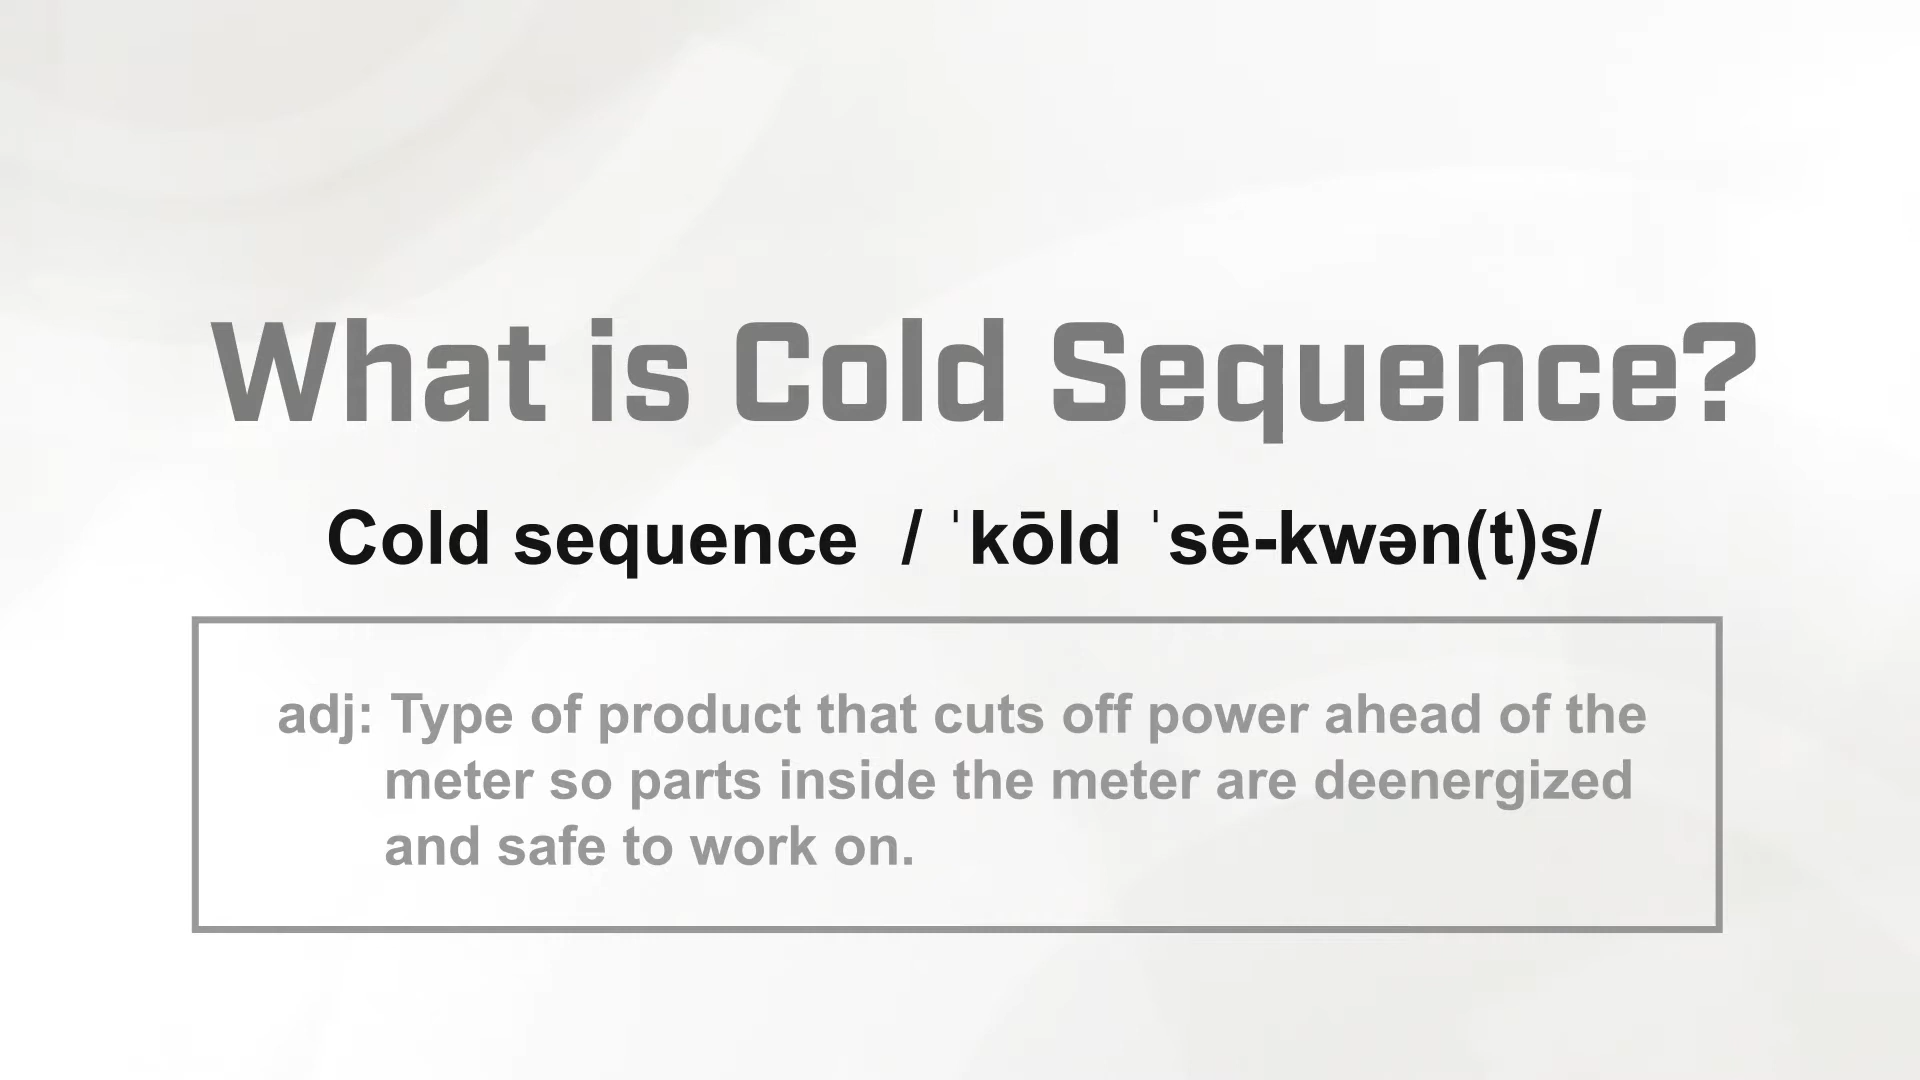 What is Cold Sequence?
Cold sequence / ˈkōld ˈsē-kwən(t)s/
adj: Type of product that cuts off power ahead of the
meter so parts inside the meter are deenergized
and safe to work on.